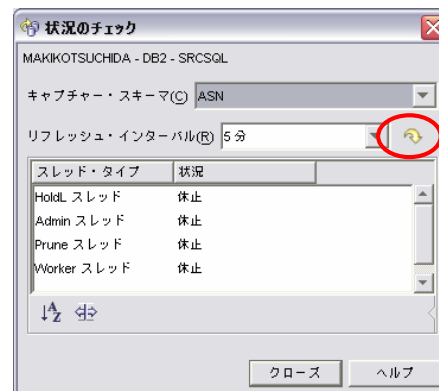 状況のチェック
MAKIKOTSUCHIDA - DB2 - SRCSQL
キャプチャー・スキーマ(C) ASN
リフレッシュ・インターバル(R) 5 分
スレッド・タイプ 状況
HoldL スレッド 休止
Admin スレッド 休止
Prune スレッド 休止
Worker スレッド 休止
クローズ ヘルプ